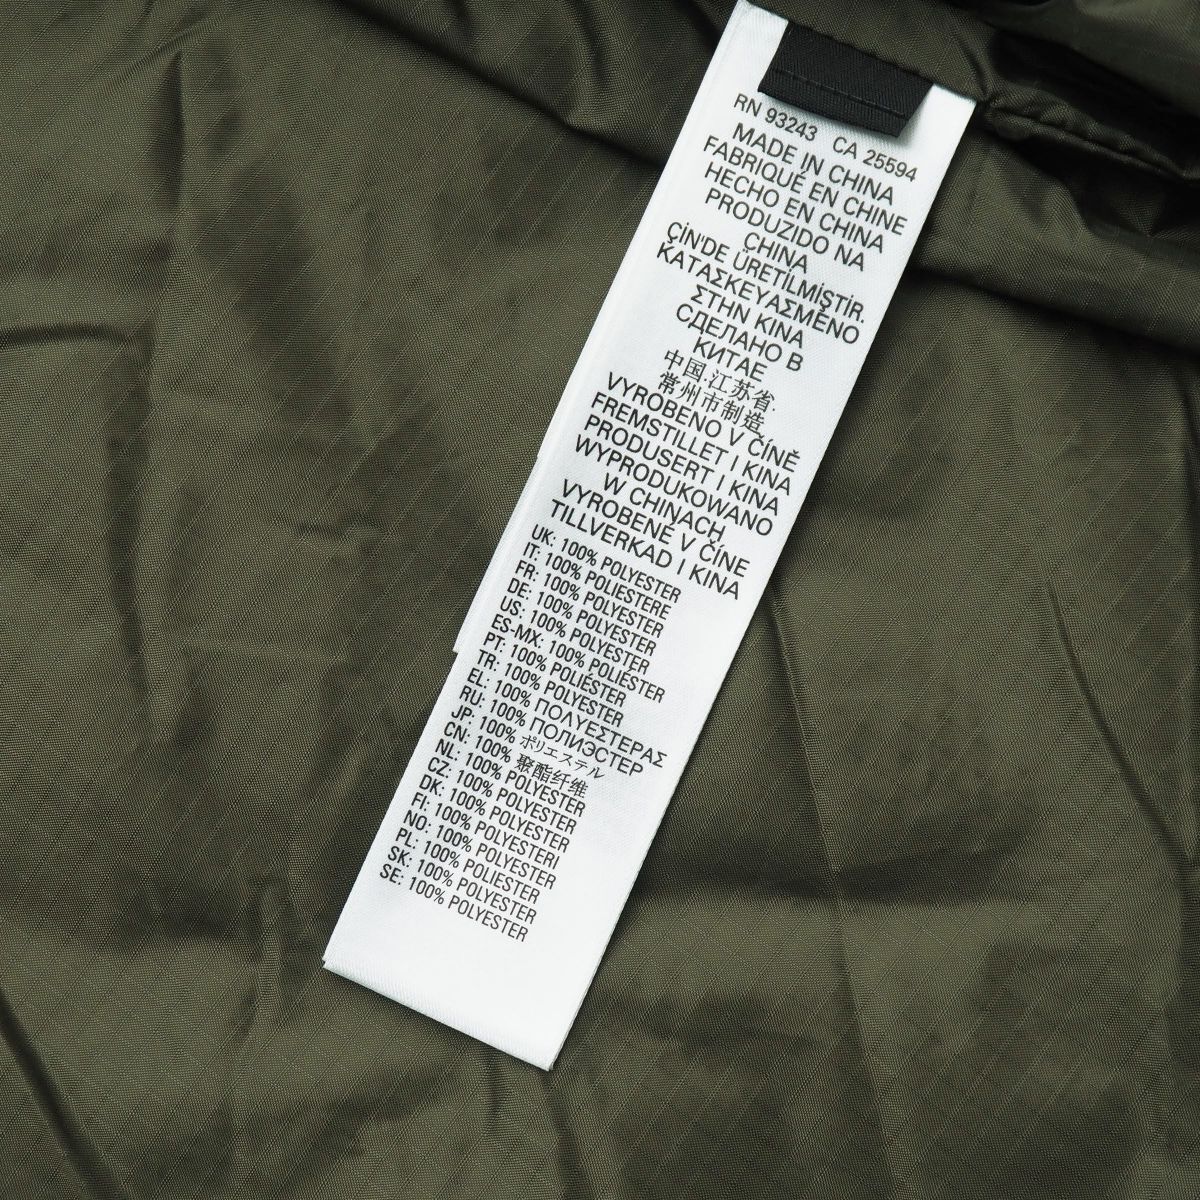 RN 93243 CA 25594
MADE IN CHINA
FABRIQUÉ EN CHINE
HECHO EN CHINA
PRODUZIDO NA
CHINA
ÇİN'DE ÜRETİLMİŞTİR.
ΚΑΤΑΣΚΕΥΑΣΜΕΝΟ
ΣΤΗΝ ΚΙΝΑ
СДЕЛАНО В
КИТАЕ
中国.江苏省.
常州市制造.
VYROBENO V ČÍNĚ
FREMSTILLET I KINA
PRODUSERT I KINA
WYPRODUKOWANO
W CHINACH
VYROBENÉ V ČÍNE
TILLVERKAD I KINA
UK: 100% POLYESTER
IT: 100% POLIESTERE
FR: 100% POLYESTER
DE: 100% POLYESTER
US: 100% POLYESTER
ES-MX: 100% POLIÉSTER
PT: 100% POLIÉSTER
TR: 100% POLYESTER
EL: 100% ΠΟΛΥΕΣΤΕΡΑΣ
RU: 100% ПОЛИЭСТЕР
JP: 100% ポリエステル
CN: 100% 聚酯纤维
NL: 100% POLYESTER
CZ: 100% POLYESTER
DK: 100% POLYESTER
FI: 100% POLYESTERI
NO: 100% POLYESTER
PL: 100% POLIESTER
SK: 100% POLYESTER
SE: 100% POLYESTER